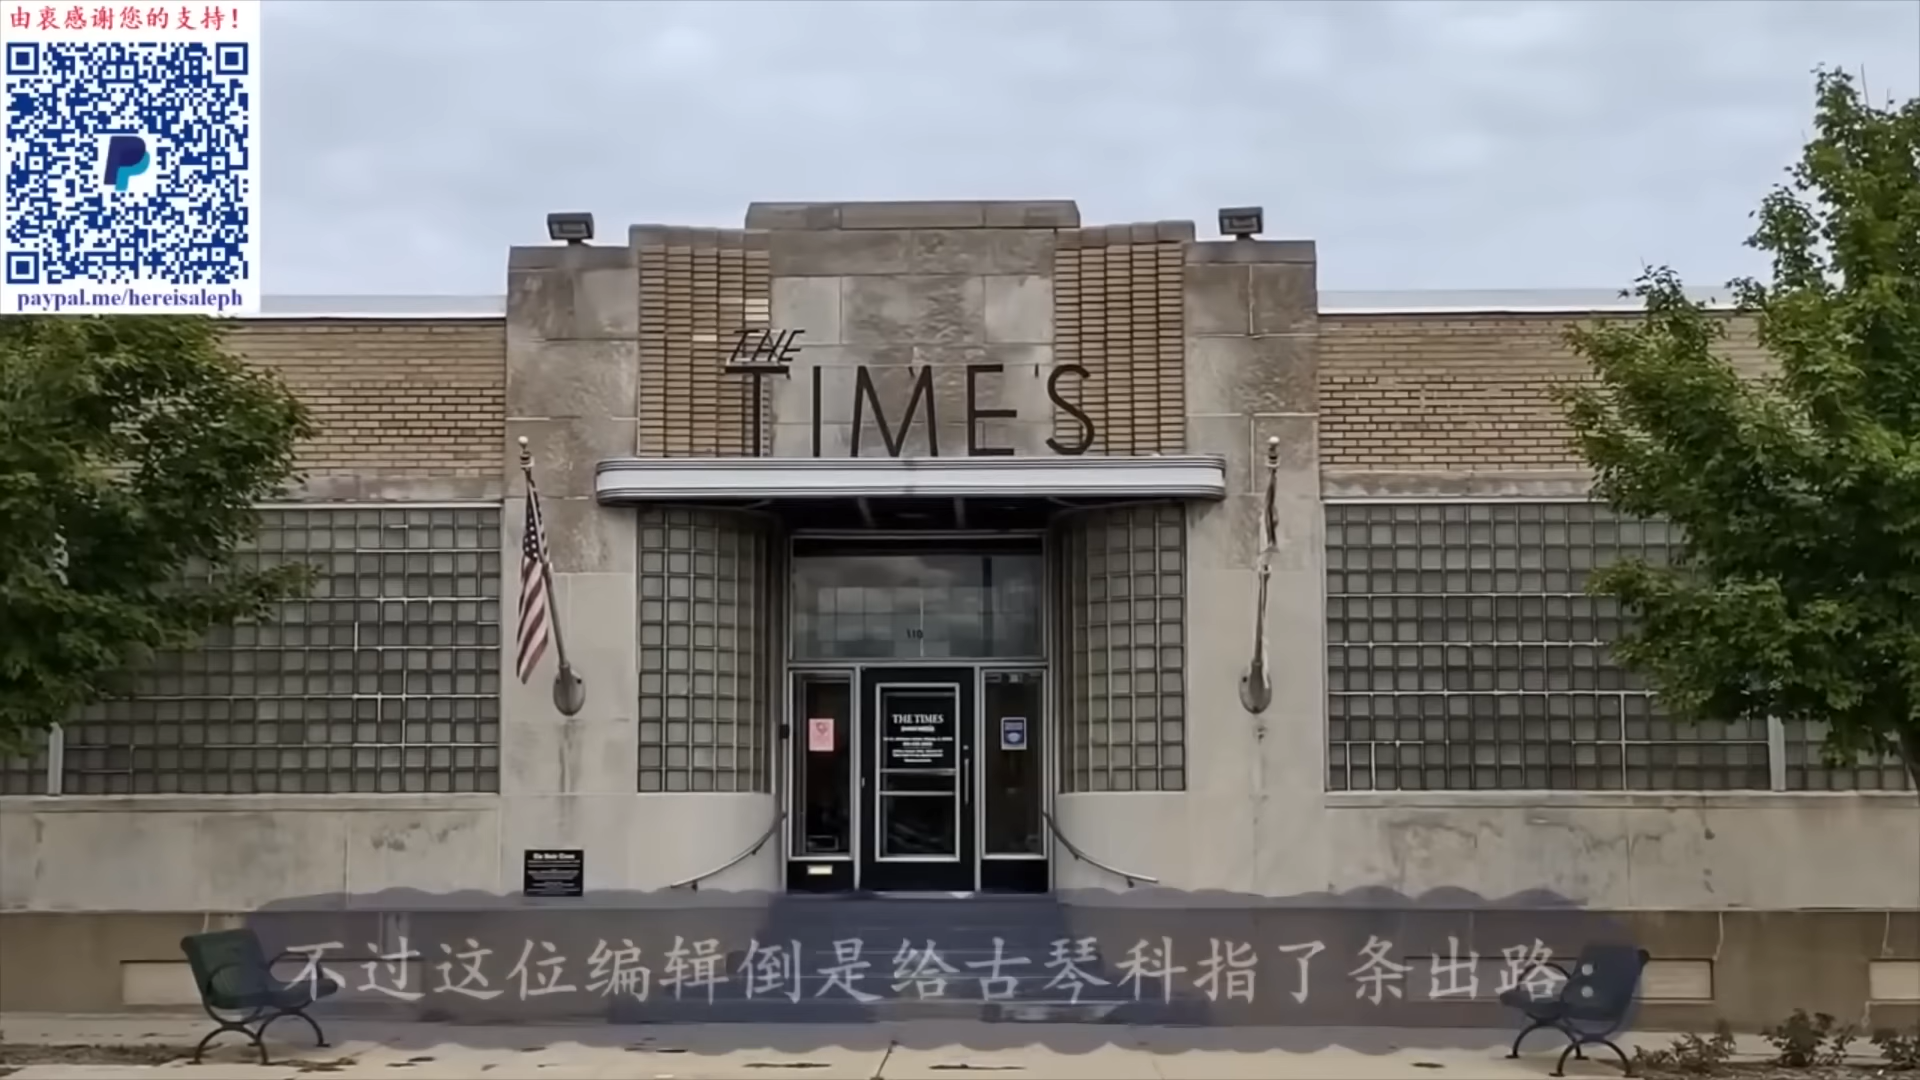 由衷感谢您的支持！
paypal.me/hereisaleph
THE
TIMES
110
THE TIMES
不过这位编辑倒是给古琴科指了条出路：